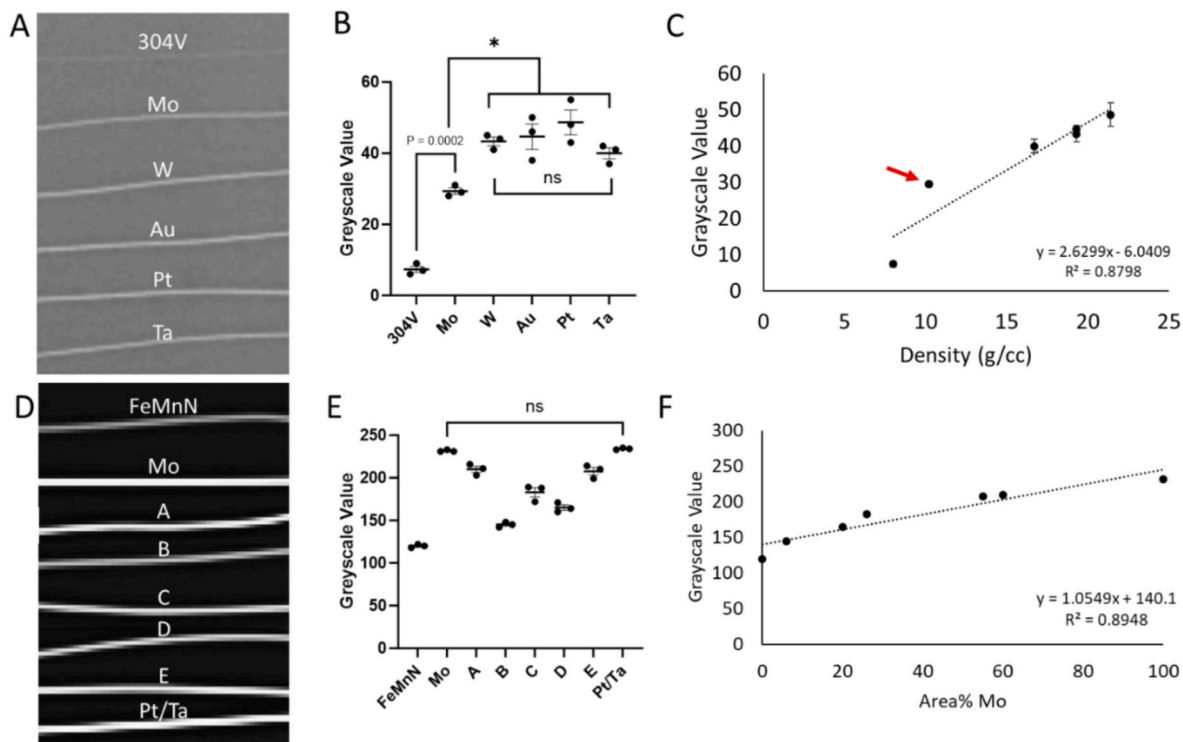 A
304V
Mo
W
Au
Pt
Ta
B
*
P = 0.0002
ns
Greyscale Value
60
40
20
0
304V
Mo
W
Au
Pt
Ta
C
Grayscale Value
60
50
40
30
20
10
0
0 5 10 15 20 25
Density (g/cc)
y = 2.6299x - 6.0409
R² = 0.8798
D
FeMnN
Mo
A
B
C
D
E
Pt/Ta
E
ns
Greyscale Value
250
200
150
100
50
0
FeMnN
Mo
A
B
C
D
E
Pt/Ta
F
Grayscale Value
300
250
200
150
100
50
0
0 20 40 60 80 100
Area% Mo
y = 1.0549x + 140.1
R² = 0.8948